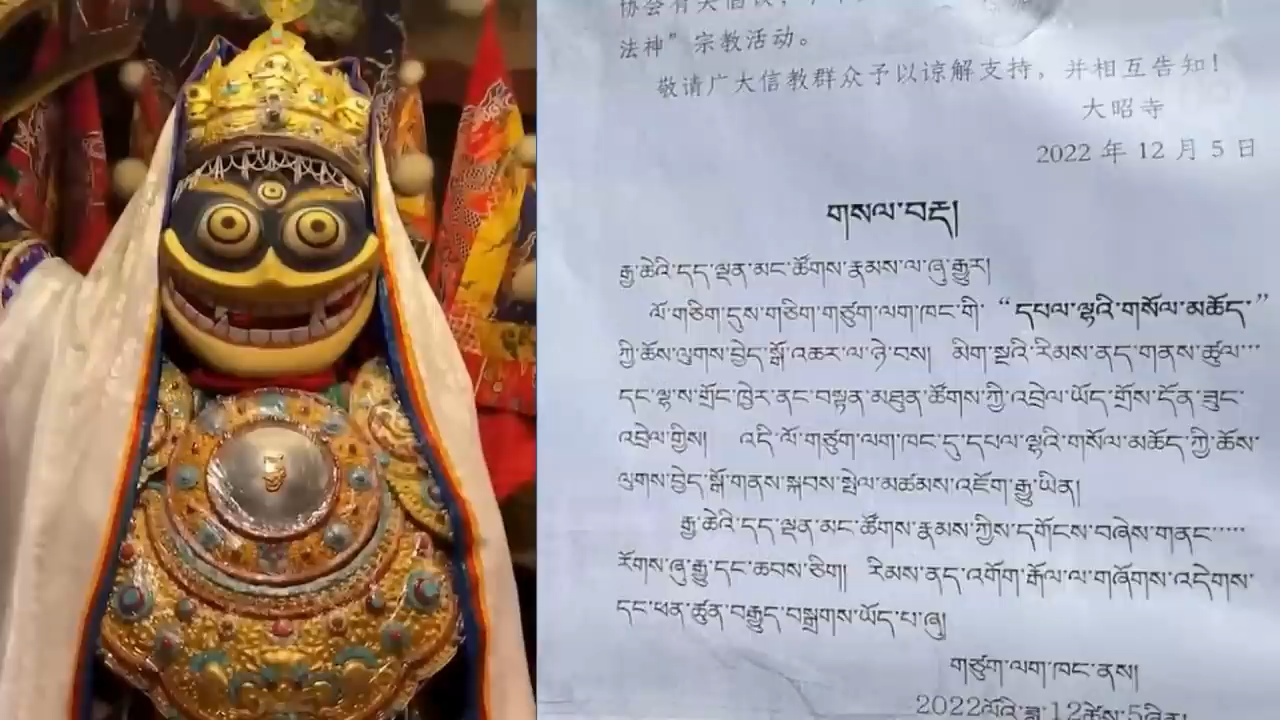 法神”宗教活动。
敬请广大信教群众予以谅解支持，并相互告知！
大昭寺
2022 年 12 月 5 日
གསལ་བརྡ།
རྒྱ་ཆེའི་དད་ལྡན་མང་ཚོགས་རྣམས་ལ་ཞུ་རྒྱུར།
ལོ་གཅིག་དུས་གཅིག་གཙུག་ལག་ཁང་གི་ “དཔལ་ལྷའི་གསོལ་མཆོད་”
ཀྱི་ཆོས་ལུགས་བྱེད་སྒོ་འཆར་ལ་ཉེ་བས། མིག་སྔའི་རིམས་ནད་གནས་ཚུལ་་་
དང་ལྷ་ས་གྲོང་ཁྱེར་ནང་བསྟན་མཐུན་ཚོགས་ཀྱི་འབྲེལ་ཡོད་གྲོས་དོན་ཟུང་་
འབྲེལ་གྱིས། འདི་ལོ་གཙུག་ལག་ཁང་དུ་དཔལ་ལྷའི་གསོལ་མཆོད་ཀྱི་ཆོས་
ལུགས་བྱེད་སྒོ་གནས་སྐབས་སྤེལ་མཚམས་འཇོག་རྒྱུ་ཡིན།
རྒྱ་ཆེའི་དད་ལྡན་མང་ཚོགས་རྣམས་ཀྱིས་དགོངས་བཞེས་གནང་་་་་་
རོགས་ཞུ་རྒྱུ་དང་ཆབས་ཅིག། རིམས་ནད་འགོག་རྒོལ་ལ་གཞོགས་འདེགས་
དང་ཕན་ཚུན་བརྒྱུད་བསྒྲགས་ཡོད་པ་ཞུ།
གཙུག་ལག་ཁང་ནས།
2022ལོའི་ཟླ་12ཚེས་5ཉིན།